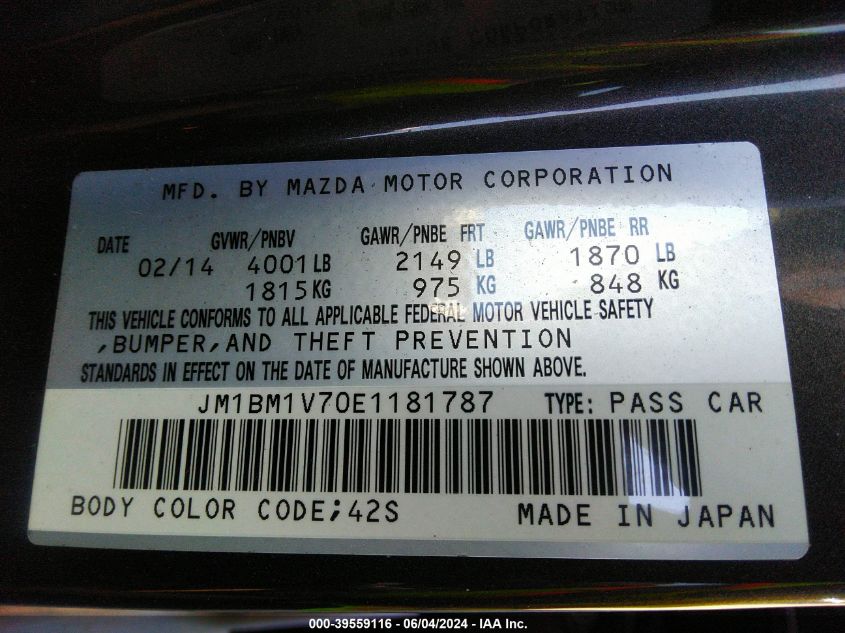 MFD. BY MAZDA MOTOR CORPORATION
DATE GVWR/PNBV GAWR/PNBE FRT GAWR/PNBE RR
02/14 4001 LB 2149 LB 1870 LB
1815 KG 975 KG 848 KG
THIS VEHICLE CONFORMS TO ALL APPLICABLE FEDERAL MOTOR VEHICLE SAFETY
,BUMPER,AND THEFT PREVENTION
STANDARDS IN EFFECT ON THE DATE OF MANUFACTURE SHOWN ABOVE.
JM1BM1V70E1181787 TYPE: PASS CAR
BODY COLOR CODE;42S MADE IN JAPAN
000-39559116 - 06/04/2024 - IAA Inc.